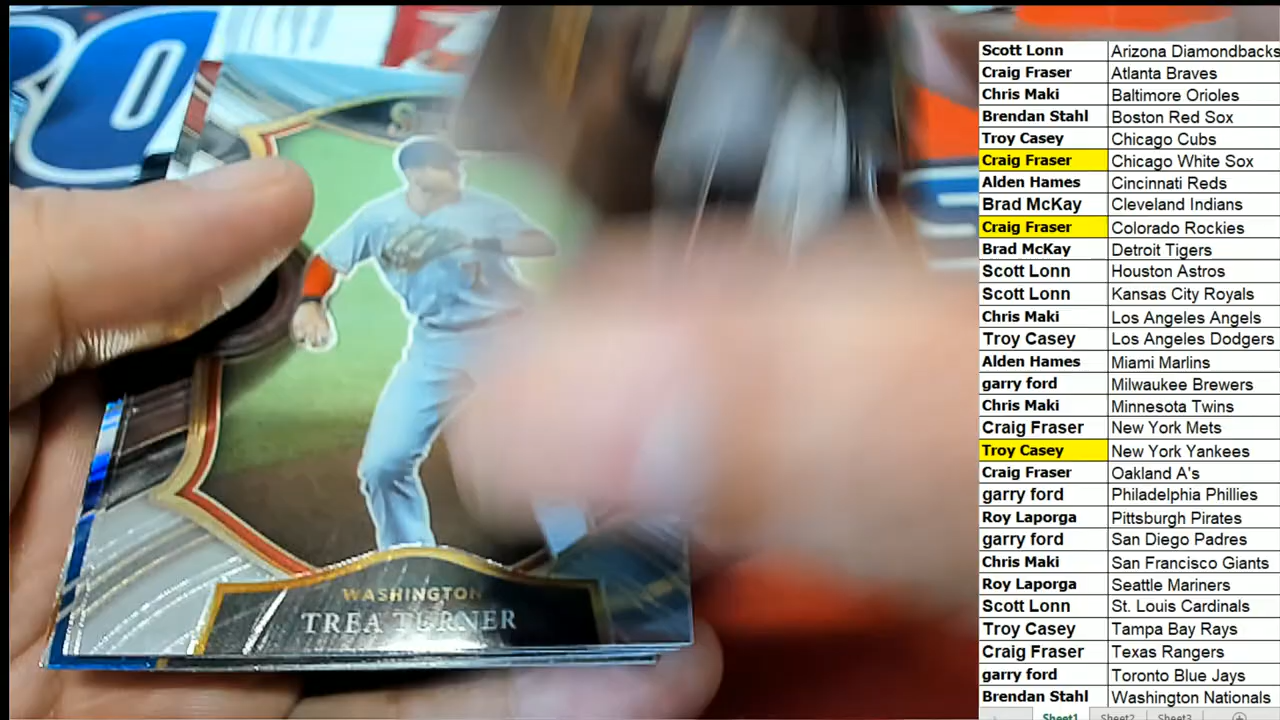 WASHINGTON
TREA TURNER
Scott Lonn Arizona Diamondbacks
Craig Fraser Atlanta Braves
Chris Maki Baltimore Orioles
Brendan Stahl Boston Red Sox
Troy Casey Chicago Cubs
Craig Fraser Chicago White Sox
Alden Hames Cincinnati Reds
Brad McKay Cleveland Indians
Craig Fraser Colorado Rockies
Brad McKay Detroit Tigers
Scott Lonn Houston Astros
Scott Lonn Kansas City Royals
Chris Maki Los Angeles Angels
Troy Casey Los Angeles Dodgers
Alden Hames Miami Marlins
garry ford Milwaukee Brewers
Chris Maki Minnesota Twins
Craig Fraser New York Mets
Troy Casey New York Yankees
Craig Fraser Oakland A's
garry ford Philadelphia Phillies
Roy Laporga Pittsburgh Pirates
garry ford San Diego Padres
Chris Maki San Francisco Giants
Roy Laporga Seattle Mariners
Scott Lonn St. Louis Cardinals
Troy Casey Tampa Bay Rays
Craig Fraser Texas Rangers
garry ford Toronto Blue Jays
Brendan Stahl Washington Nationals
Sheet1 Sheet2 Sheet3